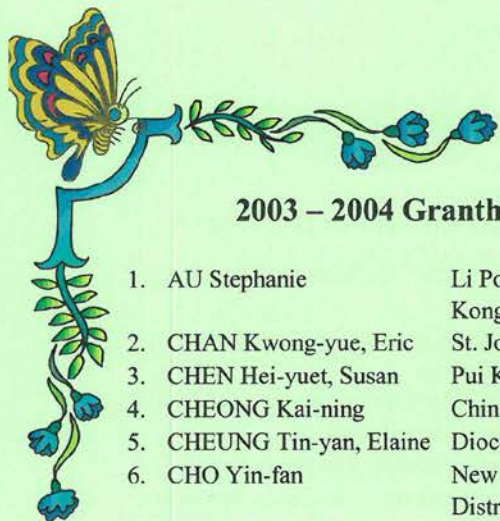 2003 – 2004 Granth
1. AU Stephanie Li Po
Kong
2. CHAN Kwong-yue, Eric St. Jo
3. CHEN Hei-yuet, Susan Pui K
4. CHEONG Kai-ning Chin
5. CHEUNG Tin-yan, Elaine Dioc
6. CHO Yin-fan New
Distr